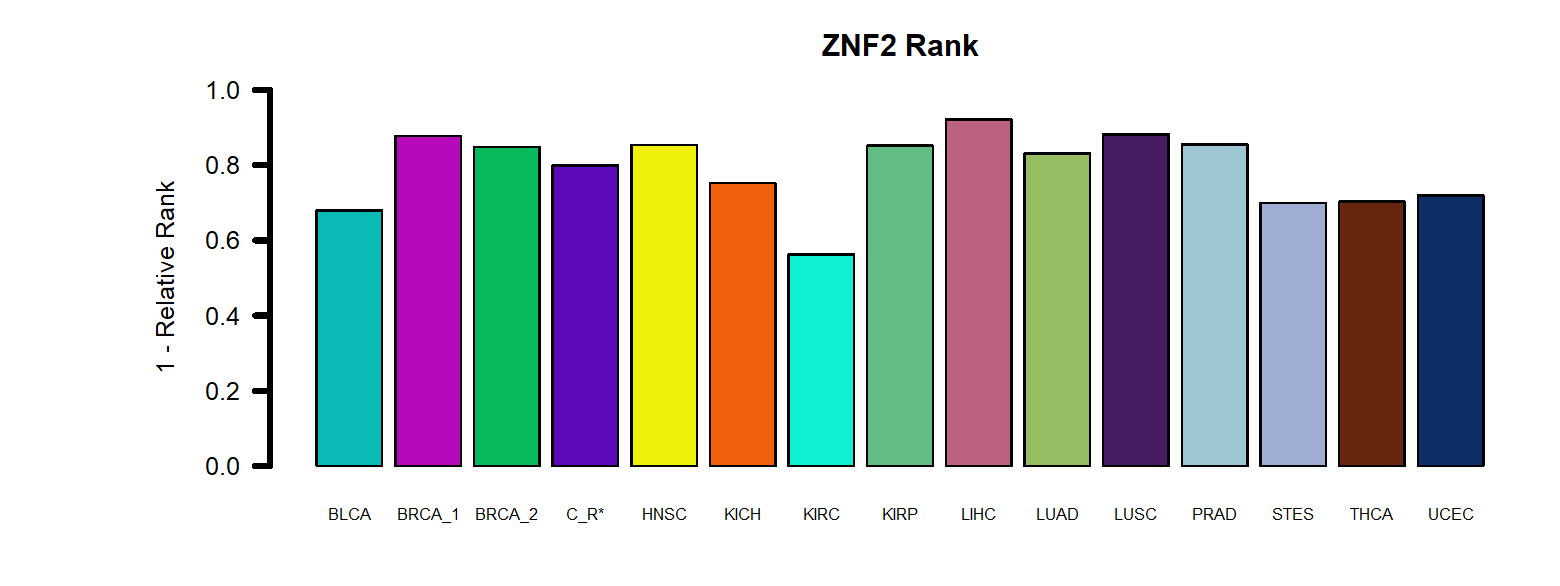 ZNF2 Rank
1 - Relative Rank
1.0
0.8
0.6
0.4
0.2
0.0
BLCA BRCA_1 BRCA_2 C_R* HNSC KICH KIRC KIRP LIHC LUAD LUSC PRAD STES THCA UCEC